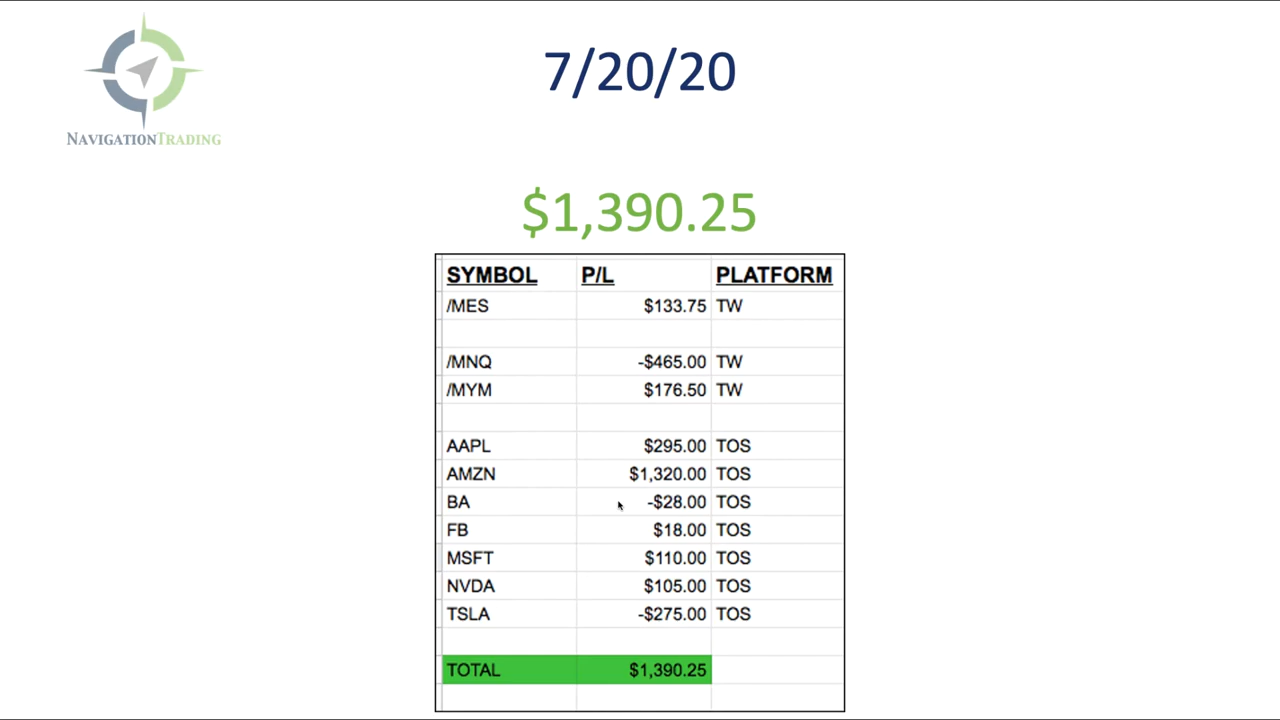 7/20/20
NAVIGATIONTRADING
$1,390.25
SYMBOL P/L PLATFORM
/MES $133.75 TW
/MNQ -$465.00 TW
/MYM $176.50 TW
AAPL $295.00 TOS
AMZN $1,320.00 TOS
BA -$28.00 TOS
FB $18.00 TOS
MSFT $110.00 TOS
NVDA $105.00 TOS
TSLA -$275.00 TOS
TOTAL $1,390.25